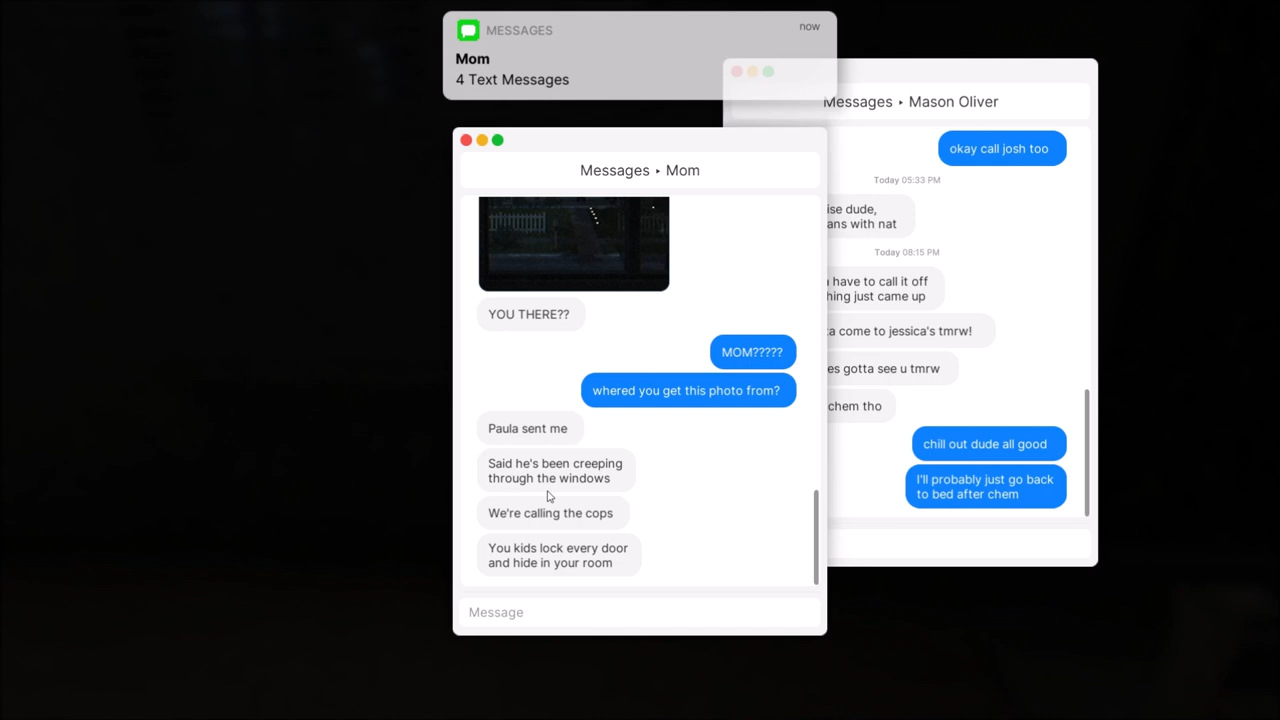 MESSAGES
now
Mom
4 Text Messages
Messages ▸ Mason Oliver
okay call josh too
Today 05:33 PM
dude,
with nat
Today 08:15 PM
have to call it off
just came up
come to jessica's tmrw!
gotta see u tmrw
chem tho
chill out dude all good
I'll probably just go back
to bed after chem
Messages ▸ Mom
YOU THERE??
MOM?????
whered you get this photo from?
Paula sent me
Said he's been creeping
through the windows
We're calling the cops
You kids lock every door
and hide in your room
Message